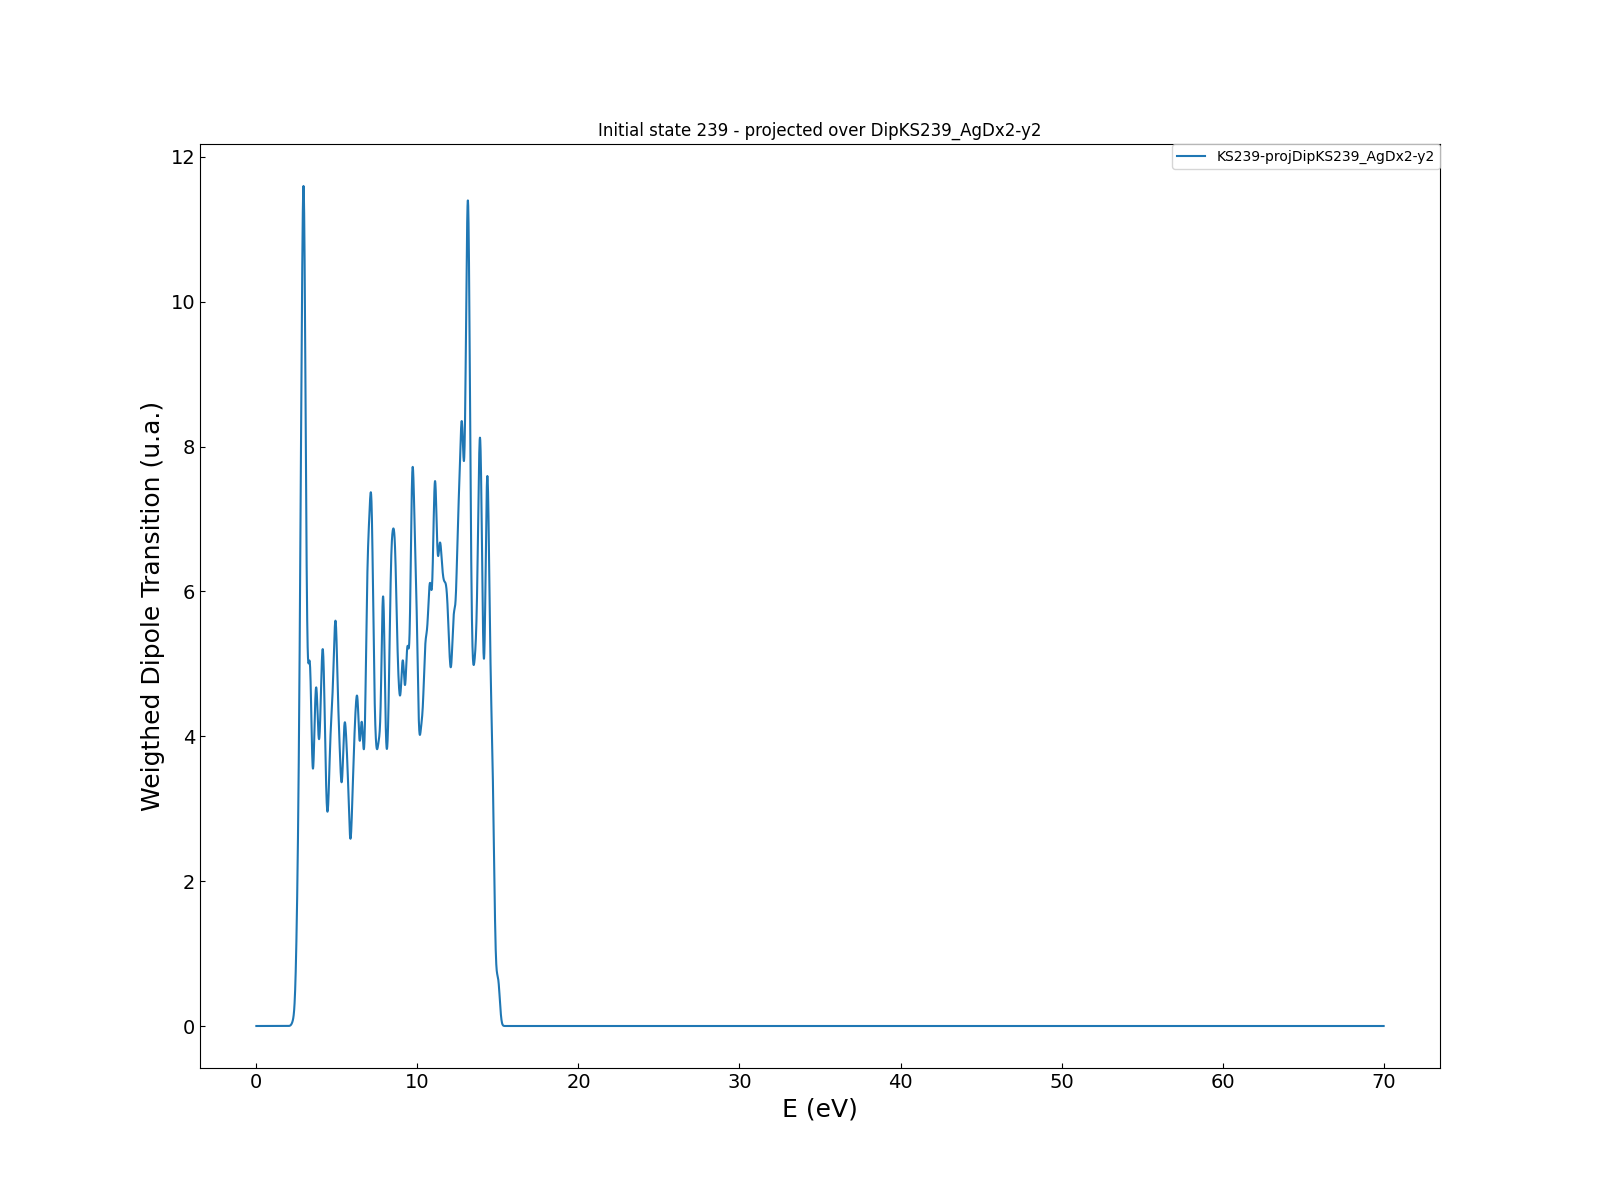 Initial state 239 - projected over DipKS239_AgDx2-y2
KS239-projDipKS239_AgDx2-y2
12
10
8
6
4
2
0
Weigthed Dipole Transition (u.a.)
0 10 20 30 40 50 60 70
E (eV)